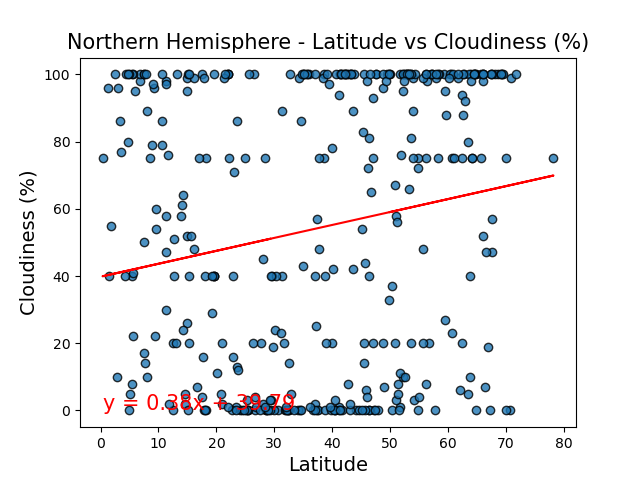 Northern Hemisphere - Latitude vs Cloudiness (%)
Cloudiness (%)
100
80
60
40
20
0
y = 0.38x + 39.79
0 10 20 30 40 50 60 70 80
Latitude